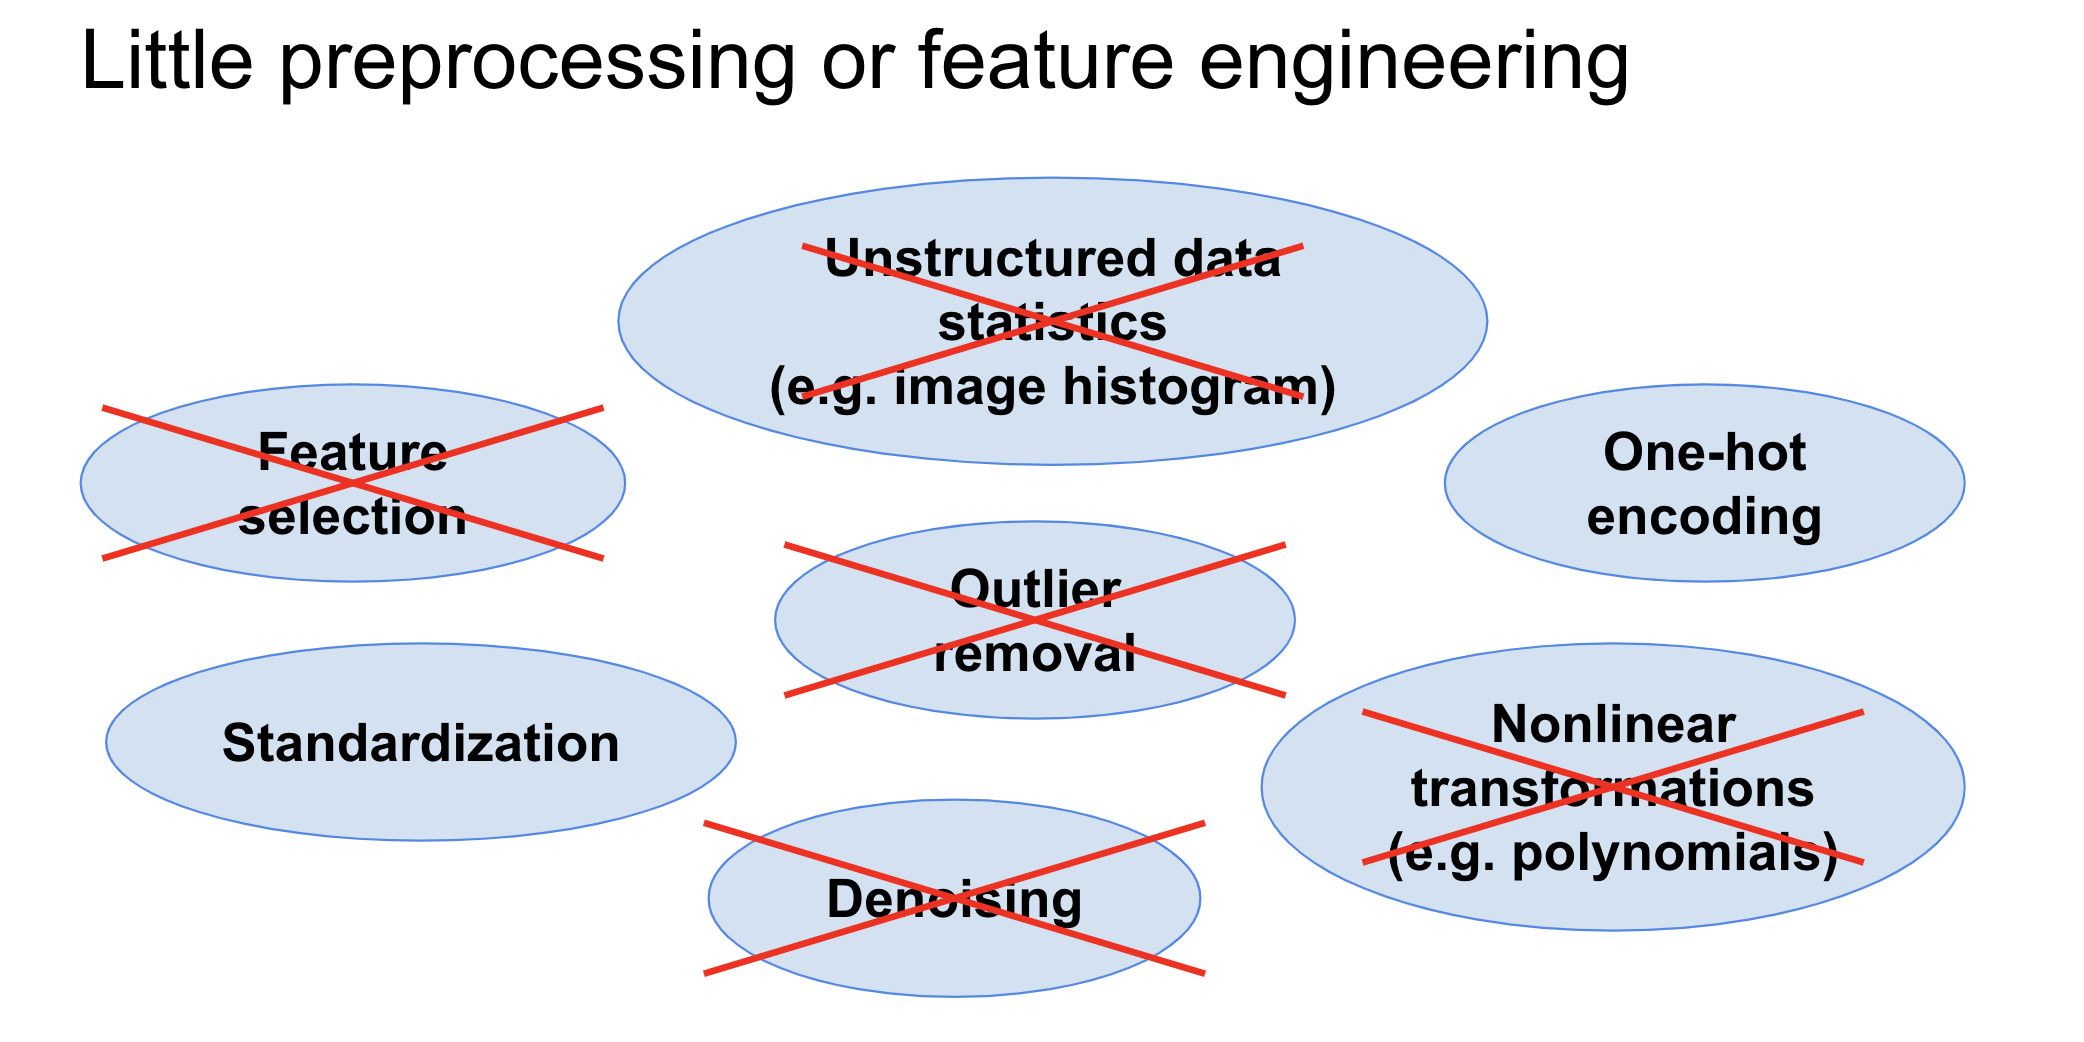 Little preprocessing or feature engineering
Unstructured data
statistics
(e.g. image histogram)
Feature
selection
One-hot
encoding
Outlier
removal
Standardization
Nonlinear
transformations
(e.g. polynomials)
Denoising